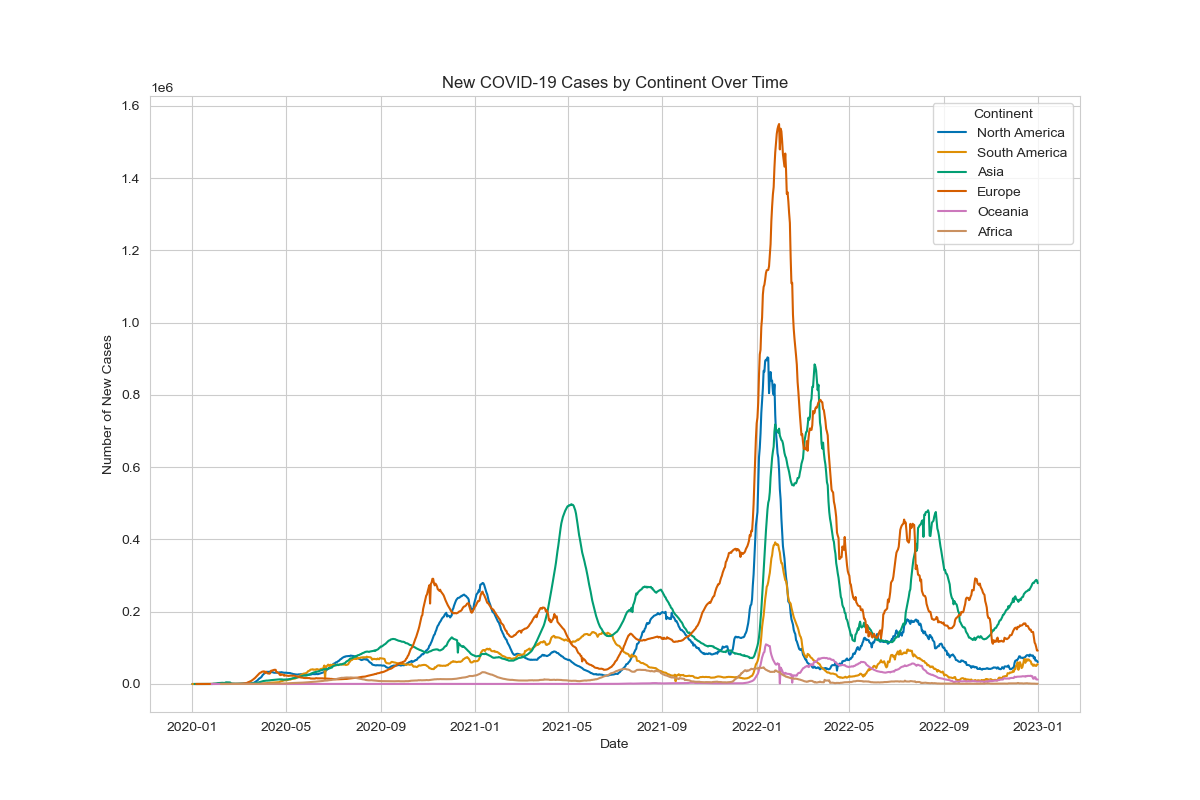 New COVID-19 Cases by Continent Over Time
1e6
1.6
1.4
1.2
1.0
0.8
0.6
0.4
0.2
0.0
Number of New Cases
Continent
North America
South America
Asia
Europe
Oceania
Africa
2020-01 2020-05 2020-09 2021-01 2021-05 2021-09 2022-01 2022-05 2022-09 2023-01
Date